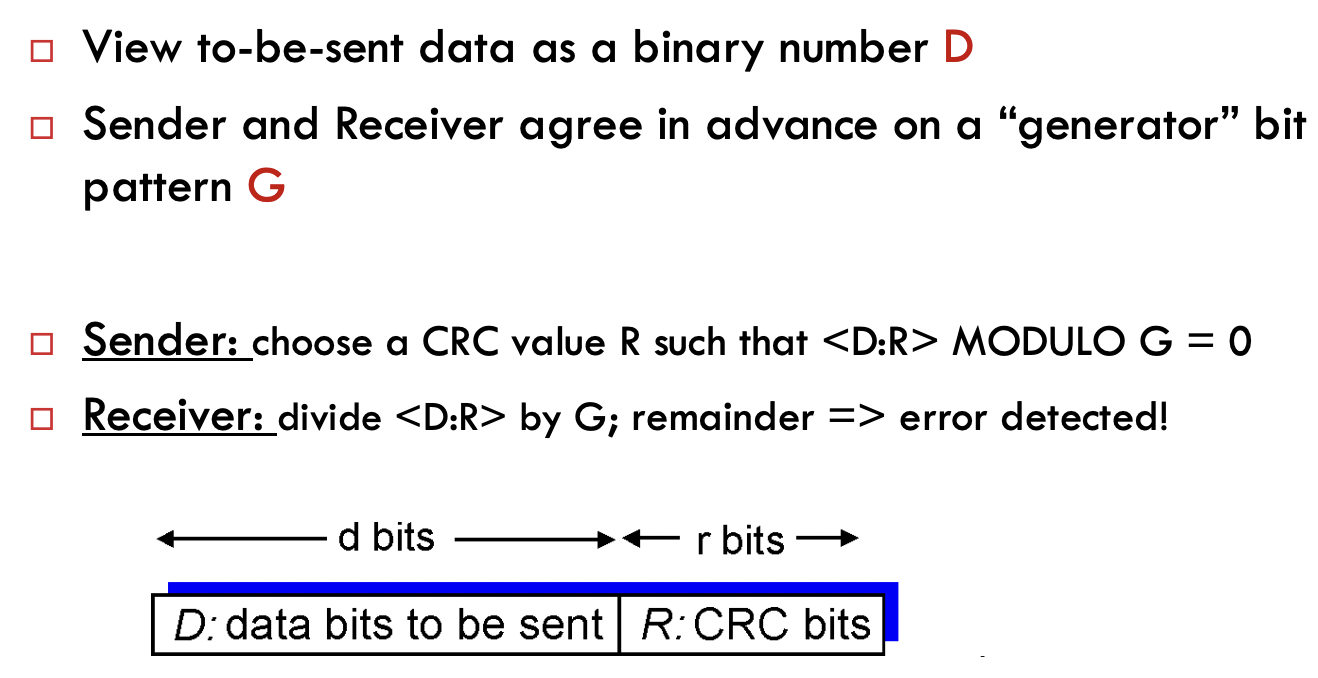 View to-be-sent data as a binary number D
Sender and Receiver agree in advance on a “generator” bit
pattern G
Sender: choose a CRC value R such that <D:R> MODULO G = 0
Receiver: divide <D:R> by G; remainder => error detected!
d bits r bits
D: data bits to be sent R: CRC bits